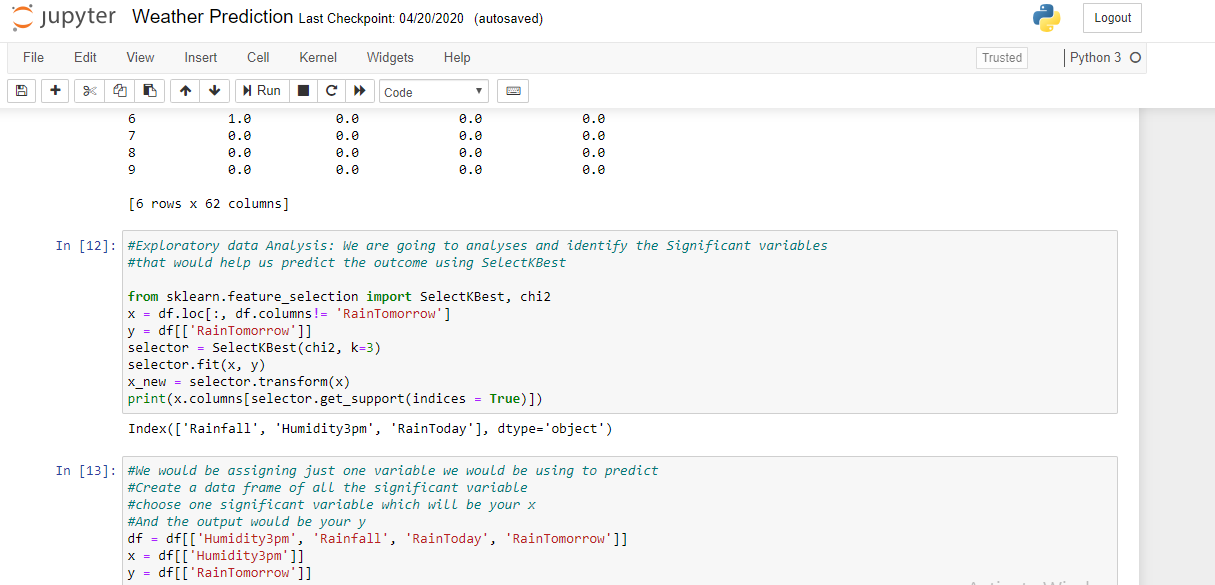 jupyter Weather Prediction Last Checkpoint: 04/20/2020 (autosaved) Logout
File Edit View Insert Cell Kernel Widgets Help Trusted Python 3
Run Code
6 1.0 0.0 0.0 0.0
7 0.0 0.0 0.0 0.0
8 0.0 0.0 0.0 0.0
9 0.0 0.0 0.0 0.0
[6 rows x 62 columns]
In [12]: #Exploratory data Analysis: We are going to analyses and identify the Significant variables
#that would help us predict the outcome using SelectKBest
from sklearn.feature_selection import SelectKBest, chi2
x = df.loc[:, df.columns!= 'RainTomorrow']
y = df[['RainTomorrow']]
selector = SelectKBest(chi2, k=3)
selector.fit(x, y)
x_new = selector.transform(x)
print(x.columns[selector.get_support(indices = True)])
Index(['Rainfall', 'Humidity3pm', 'RainToday'], dtype='object')
In [13]: #We would be assigning just one variable we would be using to predict
#Create a data frame of all the significant variable
#choose one significant variable which will be your x
#And the output would be your y
df = df[['Humidity3pm', 'Rainfall', 'RainToday', 'RainTomorrow']]
x = df[['Humidity3pm']]
y = df[['RainTomorrow']]